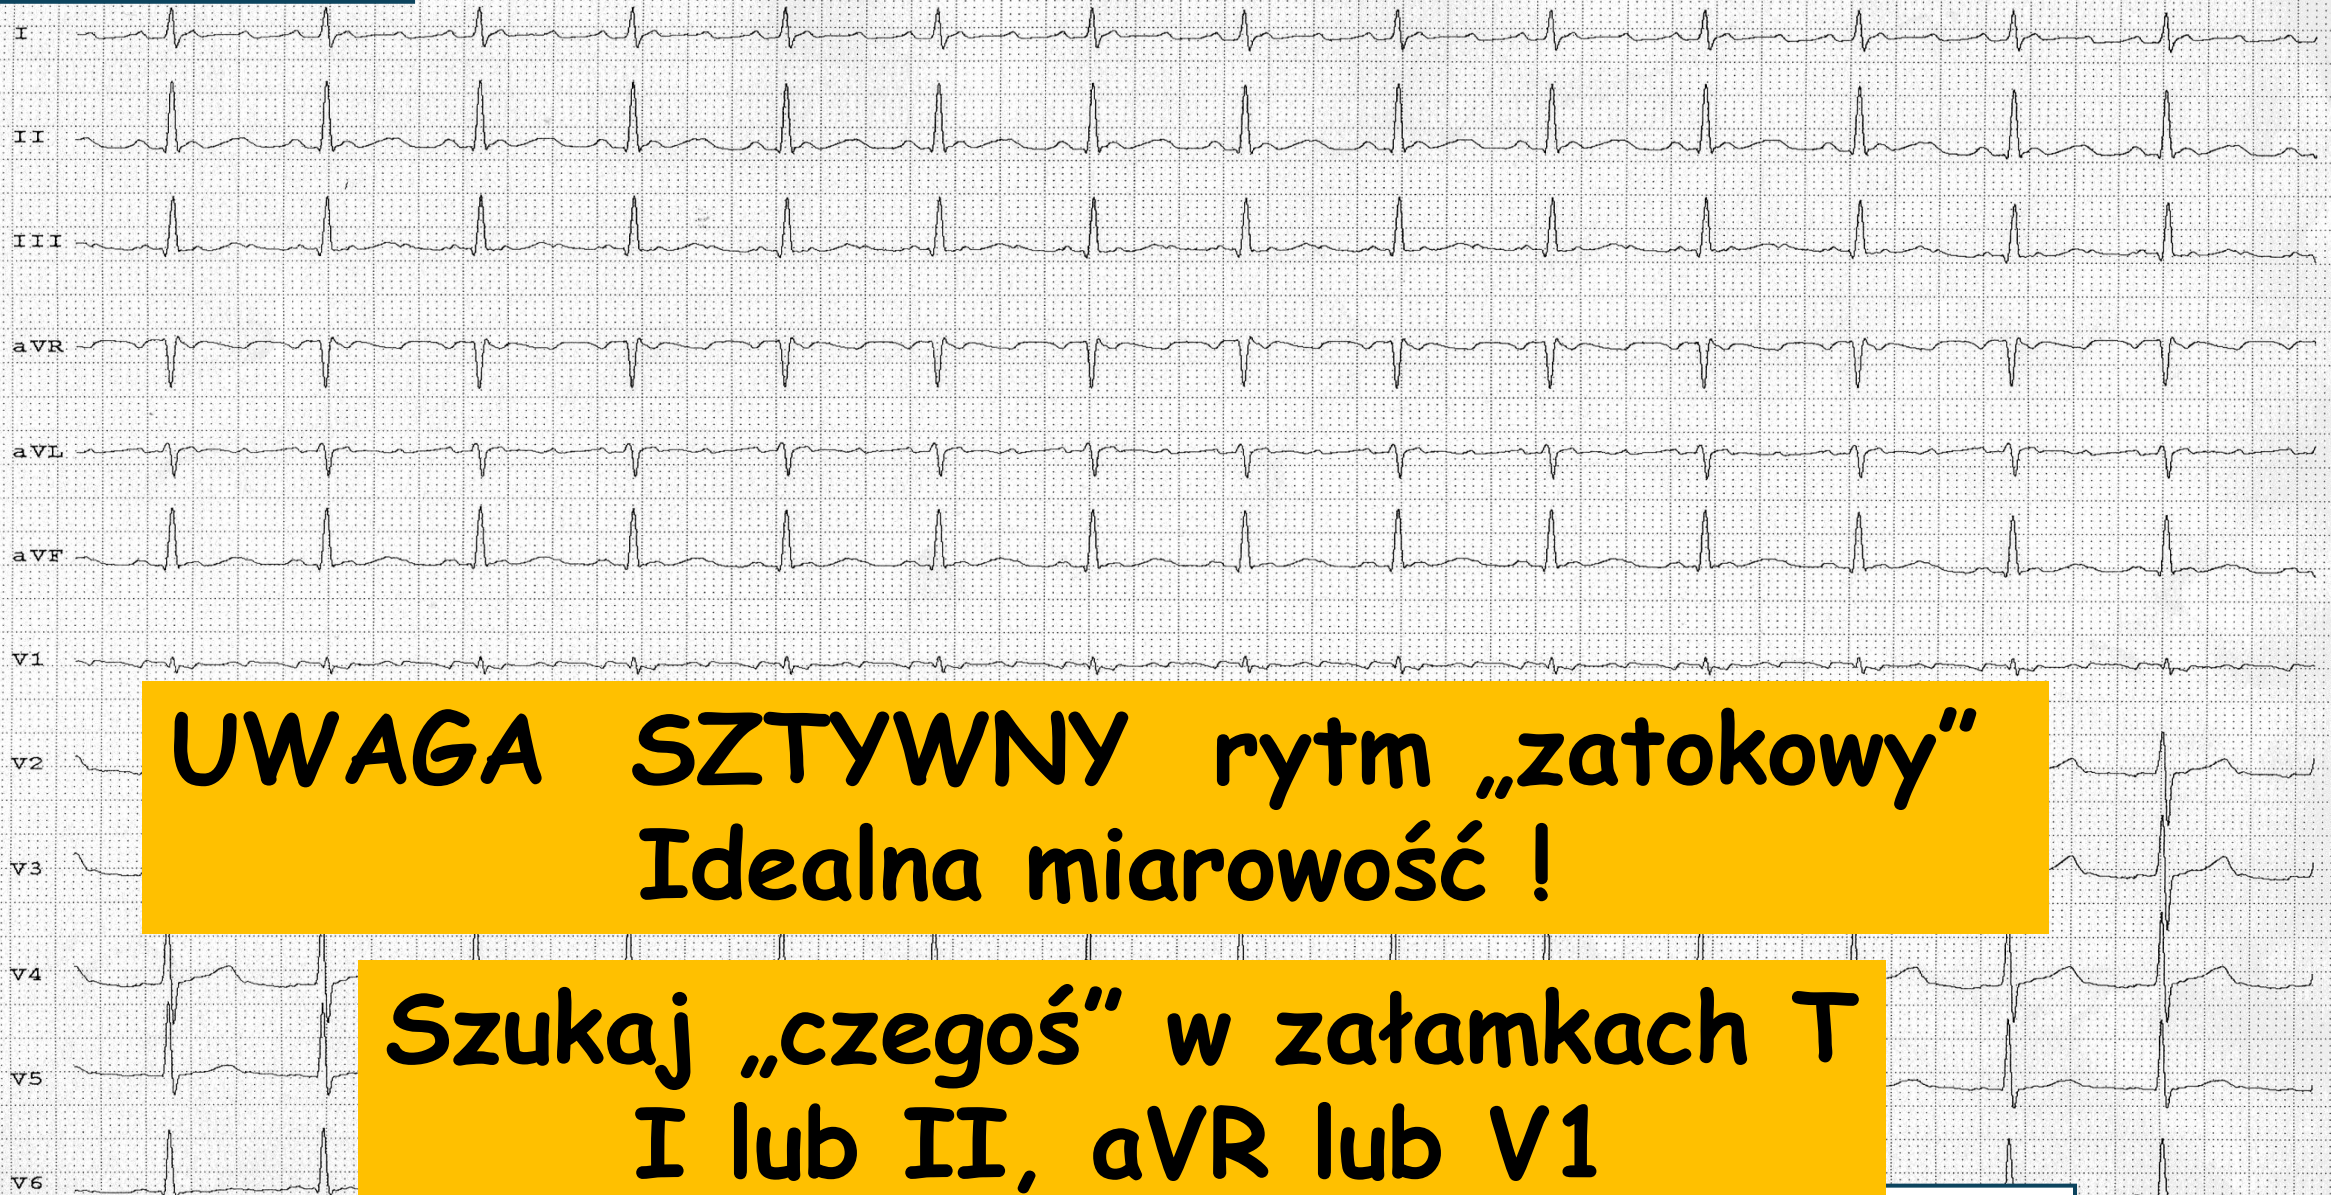 I
II
III
aVR
aVL
aVF
V1
UWAGA SZTYWNY rytm „zatokowy”
Idealna miarowość !
V2
V3
V4
Szukaj „czegoś” w załamkach T
I lub II, aVR lub V1
V5
V6